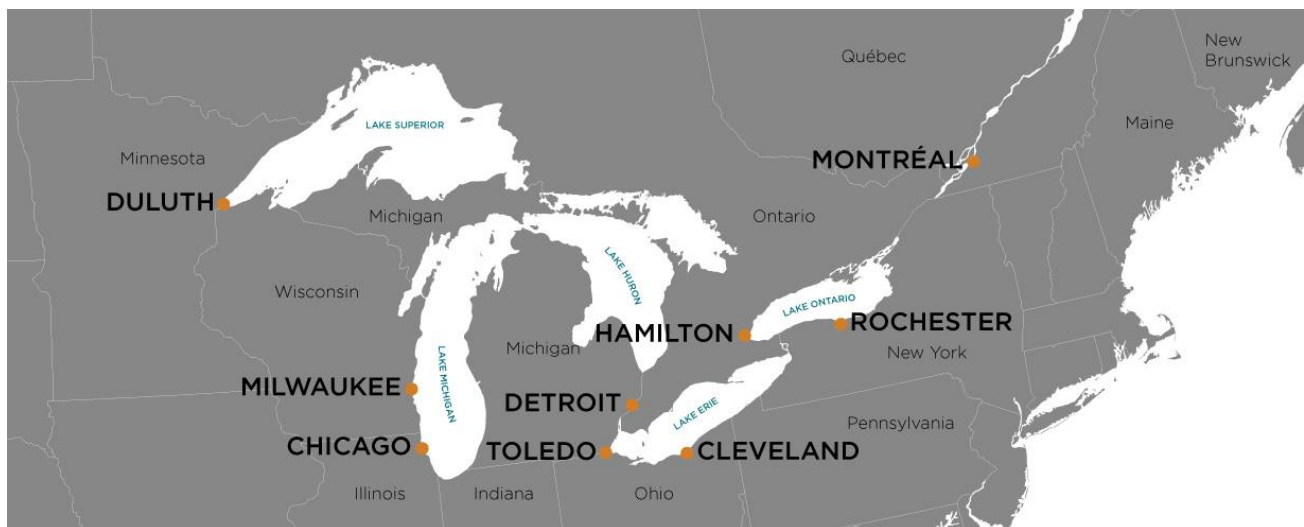 New
Brunswick
Québec
Maine
LAKE SUPERIOR
Minnesota
MONTRÉAL
DULUTH
Michigan
Ontario
LAKE HURON
Wisconsin
LAKE ONTARIO
HAMILTON
ROCHESTER
Michigan
New York
LAKE MICHIGAN
MILWAUKEE
DETROIT
LAKE ERIE
Pennsylvania
CHICAGO
TOLEDO
CLEVELAND
Illinois
Indiana
Ohio